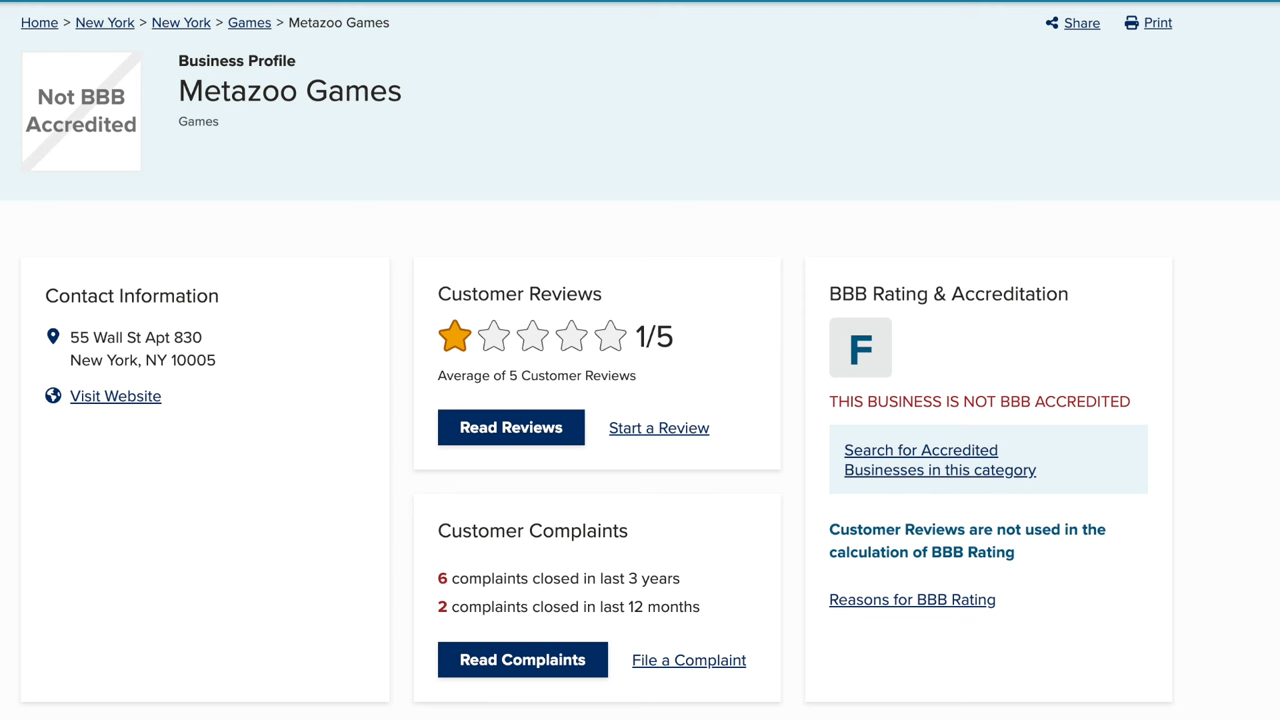 Home > New York > New York > Games > Metazoo Games
Share
Print
Not BBB
Accredited
Business Profile
Metazoo Games
Games
Contact Information
55 Wall St Apt 830
New York, NY 10005
Visit Website
Customer Reviews
1/5
Average of 5 Customer Reviews
Read Reviews
Start a Review
Customer Complaints
6 complaints closed in last 3 years
2 complaints closed in last 12 months
Read Complaints
File a Complaint
BBB Rating & Accreditation
F
THIS BUSINESS IS NOT BBB ACCREDITED
Search for Accredited
Businesses in this category
Customer Reviews are not used in the
calculation of BBB Rating
Reasons for BBB Rating